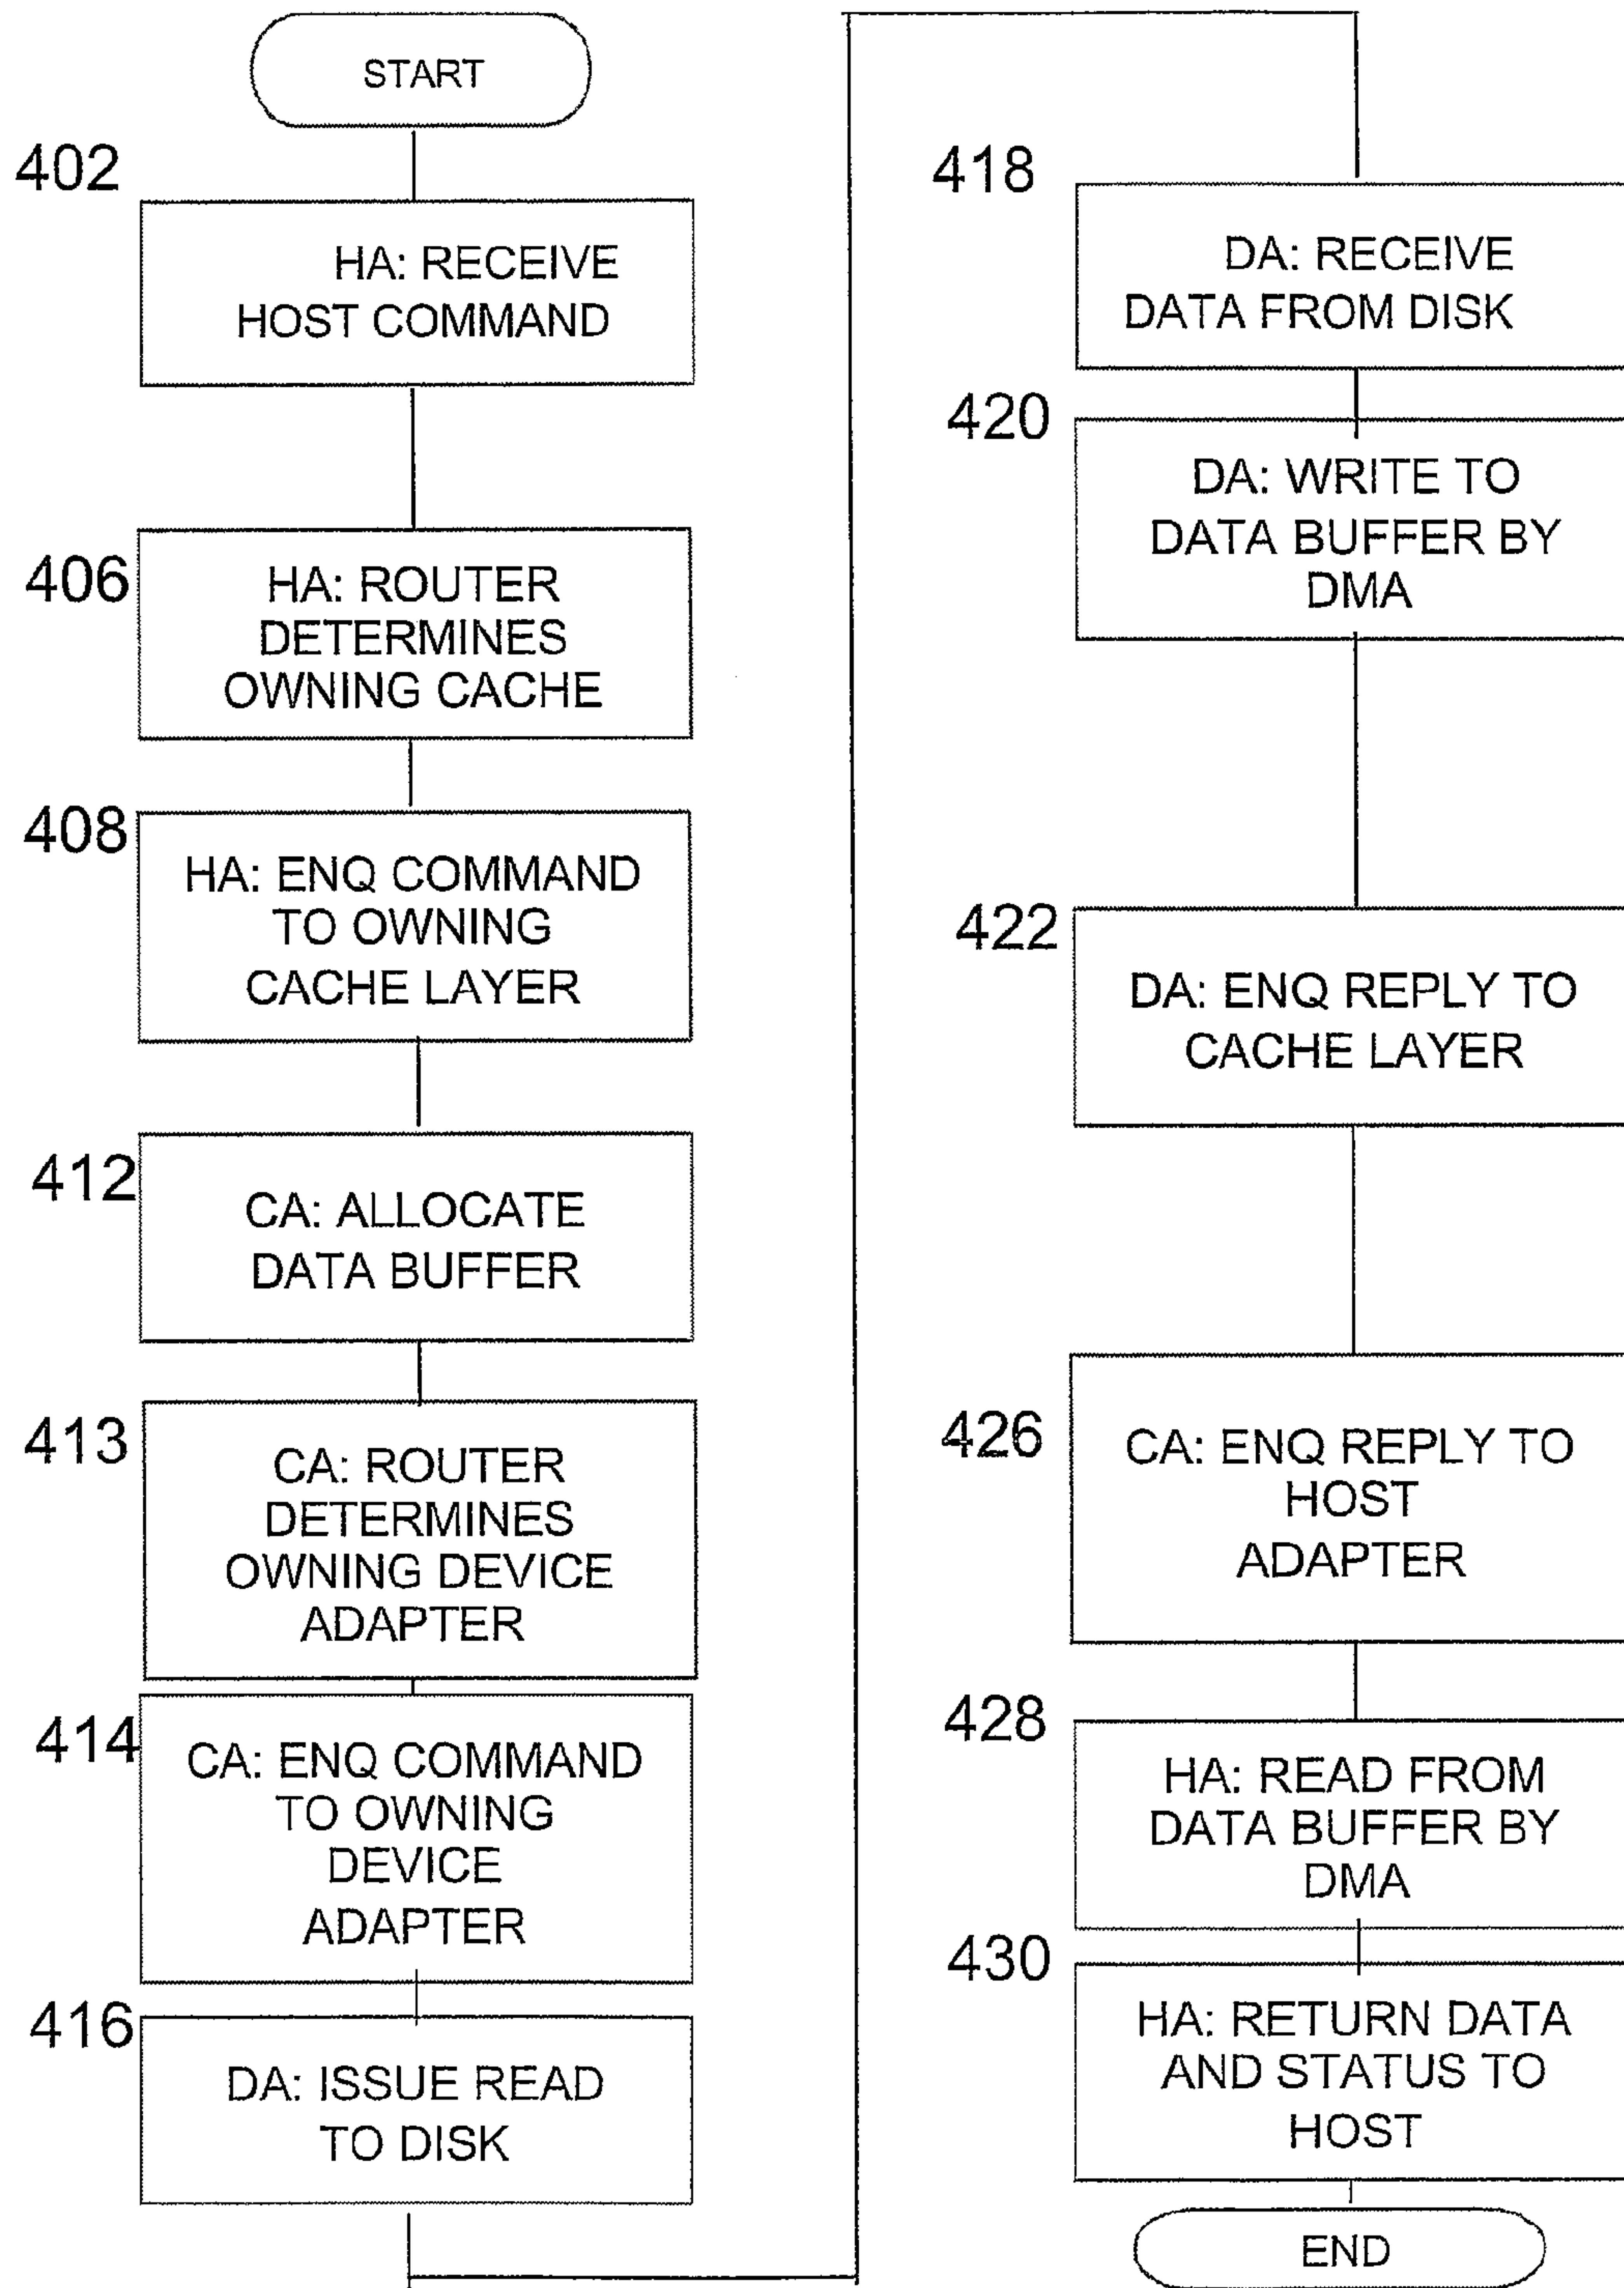 START
402
HA: RECEIVE
HOST COMMAND
406
HA: ROUTER
DETERMINES
OWNING CACHE
408
HA: ENQ COMMAND
TO OWNING
CACHE LAYER
412
CA: ALLOCATE
DATA BUFFER
413
CA: ROUTER
DETERMINES
OWNING DEVICE
ADAPTER
414
CA: ENQ COMMAND
TO OWNING
DEVICE
ADAPTER
416
DA: ISSUE READ
TO DISK
418
DA: RECEIVE
DATA FROM DISK
420
DA: WRITE TO
DATA BUFFER BY
DMA
422
DA: ENQ REPLY TO
CACHE LAYER
426
CA: ENQ REPLY TO
HOST
ADAPTER
428
HA: READ FROM
DATA BUFFER BY
DMA
430
HA: RETURN DATA
AND STATUS TO
HOST
END